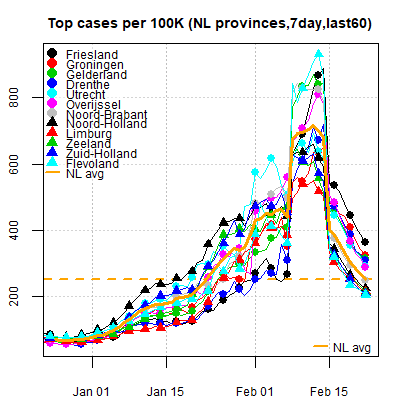 Top cases per 100K (NL provinces,7day,last60)
Friesland
Groningen
Gelderland
Drenthe
Utrecht
Overijssel
Noord-Brabant
Noord-Holland
Limburg
Zeeland
Zuid-Holland
Flevoland
NL avg
800
600
400
200
NL avg
Jan 01
Jan 15
Feb 01
Feb 15